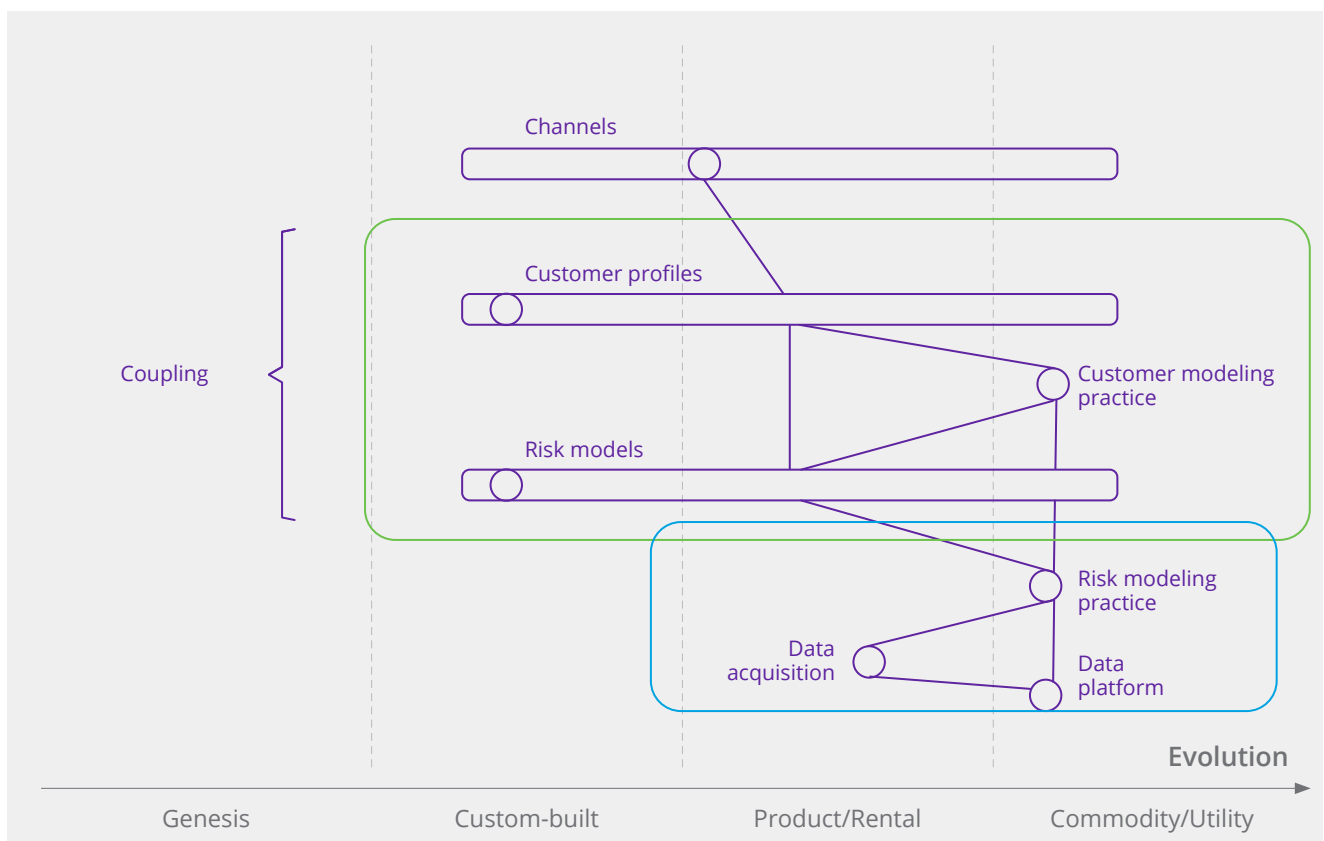 Channels
Customer profiles
Coupling
Customer modeling
practice
Risk models
Risk modeling
practice
Data
acquisition
Data
platform
Evolution
Genesis
Custom-built
Product/Rental
Commodity/Utility